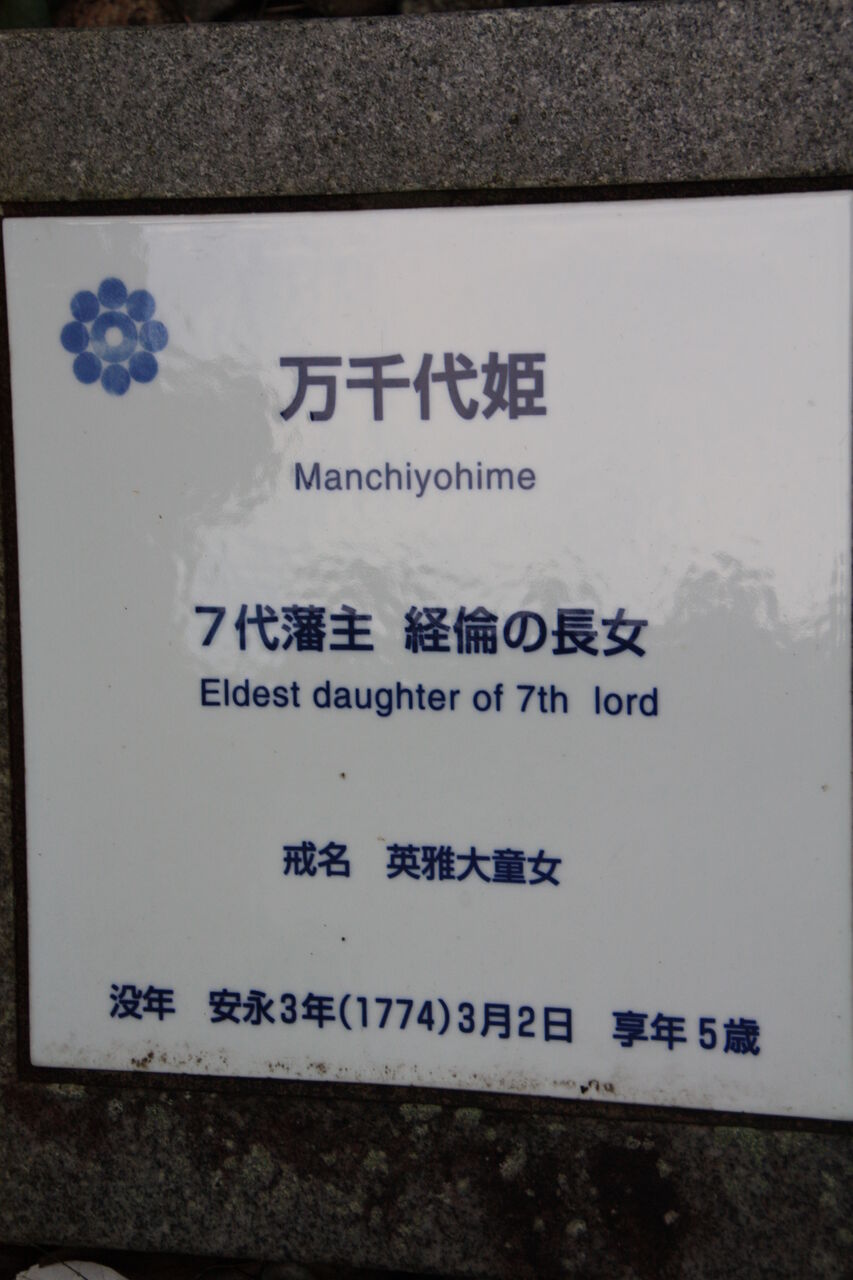 万千代姫
Manchiyohime
7代藩主 経倫の長女
Eldest daughter of 7th lord
戒名 英雅大童女
没年 安永3年(1774)3月2日 享年5歳